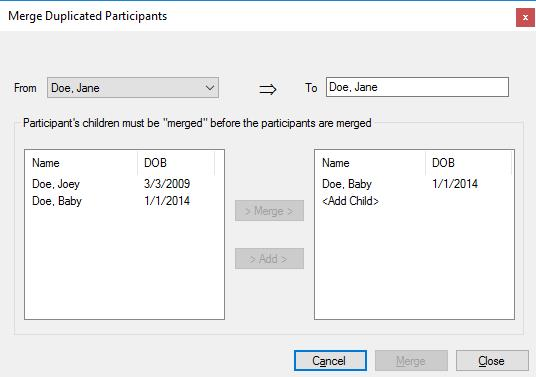 Merge Duplicated Participants
x
From Doe, Jane ⇒ To Doe, Jane
Participant's children must be "merged" before the participants are merged
Name DOB Name DOB
Doe, Joey 3/3/2009 Doe, Baby 1/1/2014
Doe, Baby 1/1/2014 <Add Child>
> Merge >
> Add >
Cancel Merge Close